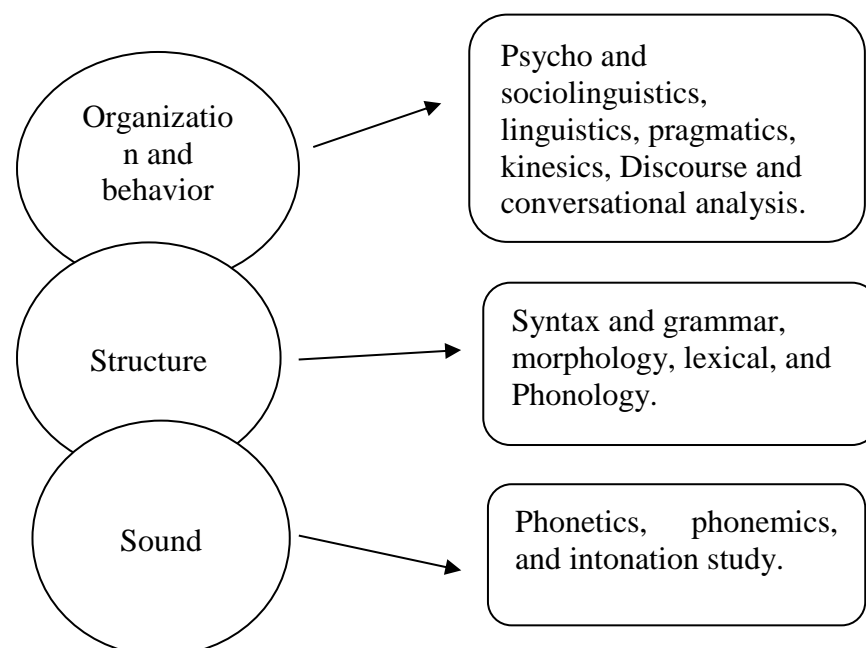 Organizatio
n and
behavior
Psycho and
sociolinguistics,
linguistics, pragmatics,
kinesics, Discourse and
conversational analysis.
Structure
Syntax and grammar,
morphology, lexical, and
Phonology.
Sound
Phonetics, phonemics,
and intonation study.